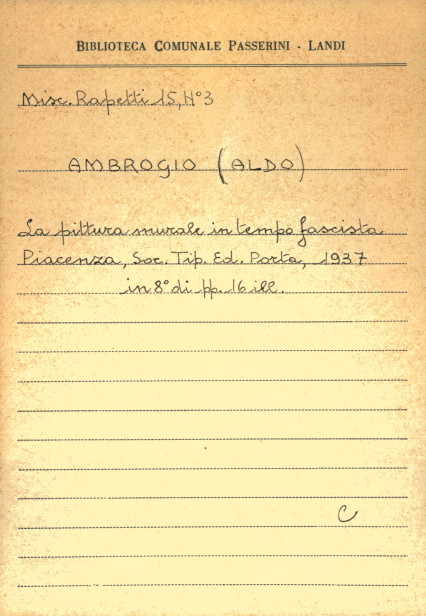 BIBLIOTECA COMUNALE PASSERINI - LANDI
Misc. Rapetti 15, N° 3
AMBROGIO (ALDO)
La pittura murale in tempo fascista
Piacenza, Soc. Tip. Ed. Porta, 1937
in 8° di pp. 16 ill.
C